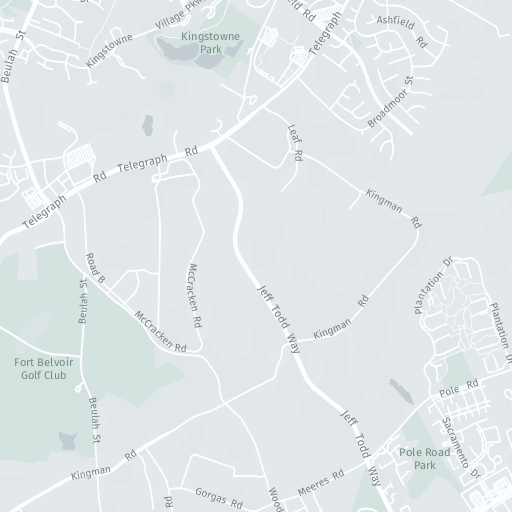 Beulah St
Kingstowne
Village Pkwy
Kingstowne
Park
Rd
Telegraph
Ashfield Rd
Broadmoor St
Leaf Rd
Telegraph Rd
Telegraph Rd
Kingman Rd
Plantation Dr
Plantation Dr
Road B
Beulah St
McCracken Rd
McCracken Rd
Jeff Todd Way
Kingman Rd
Fort Belvoir
Golf Club
Beulah St
Pole Rd
Jeff Todd Way
Sacramento Dr
Pole Road
Park
Kingman Rd
Meeres Rd
Gorgas Rd
Rd
Wood